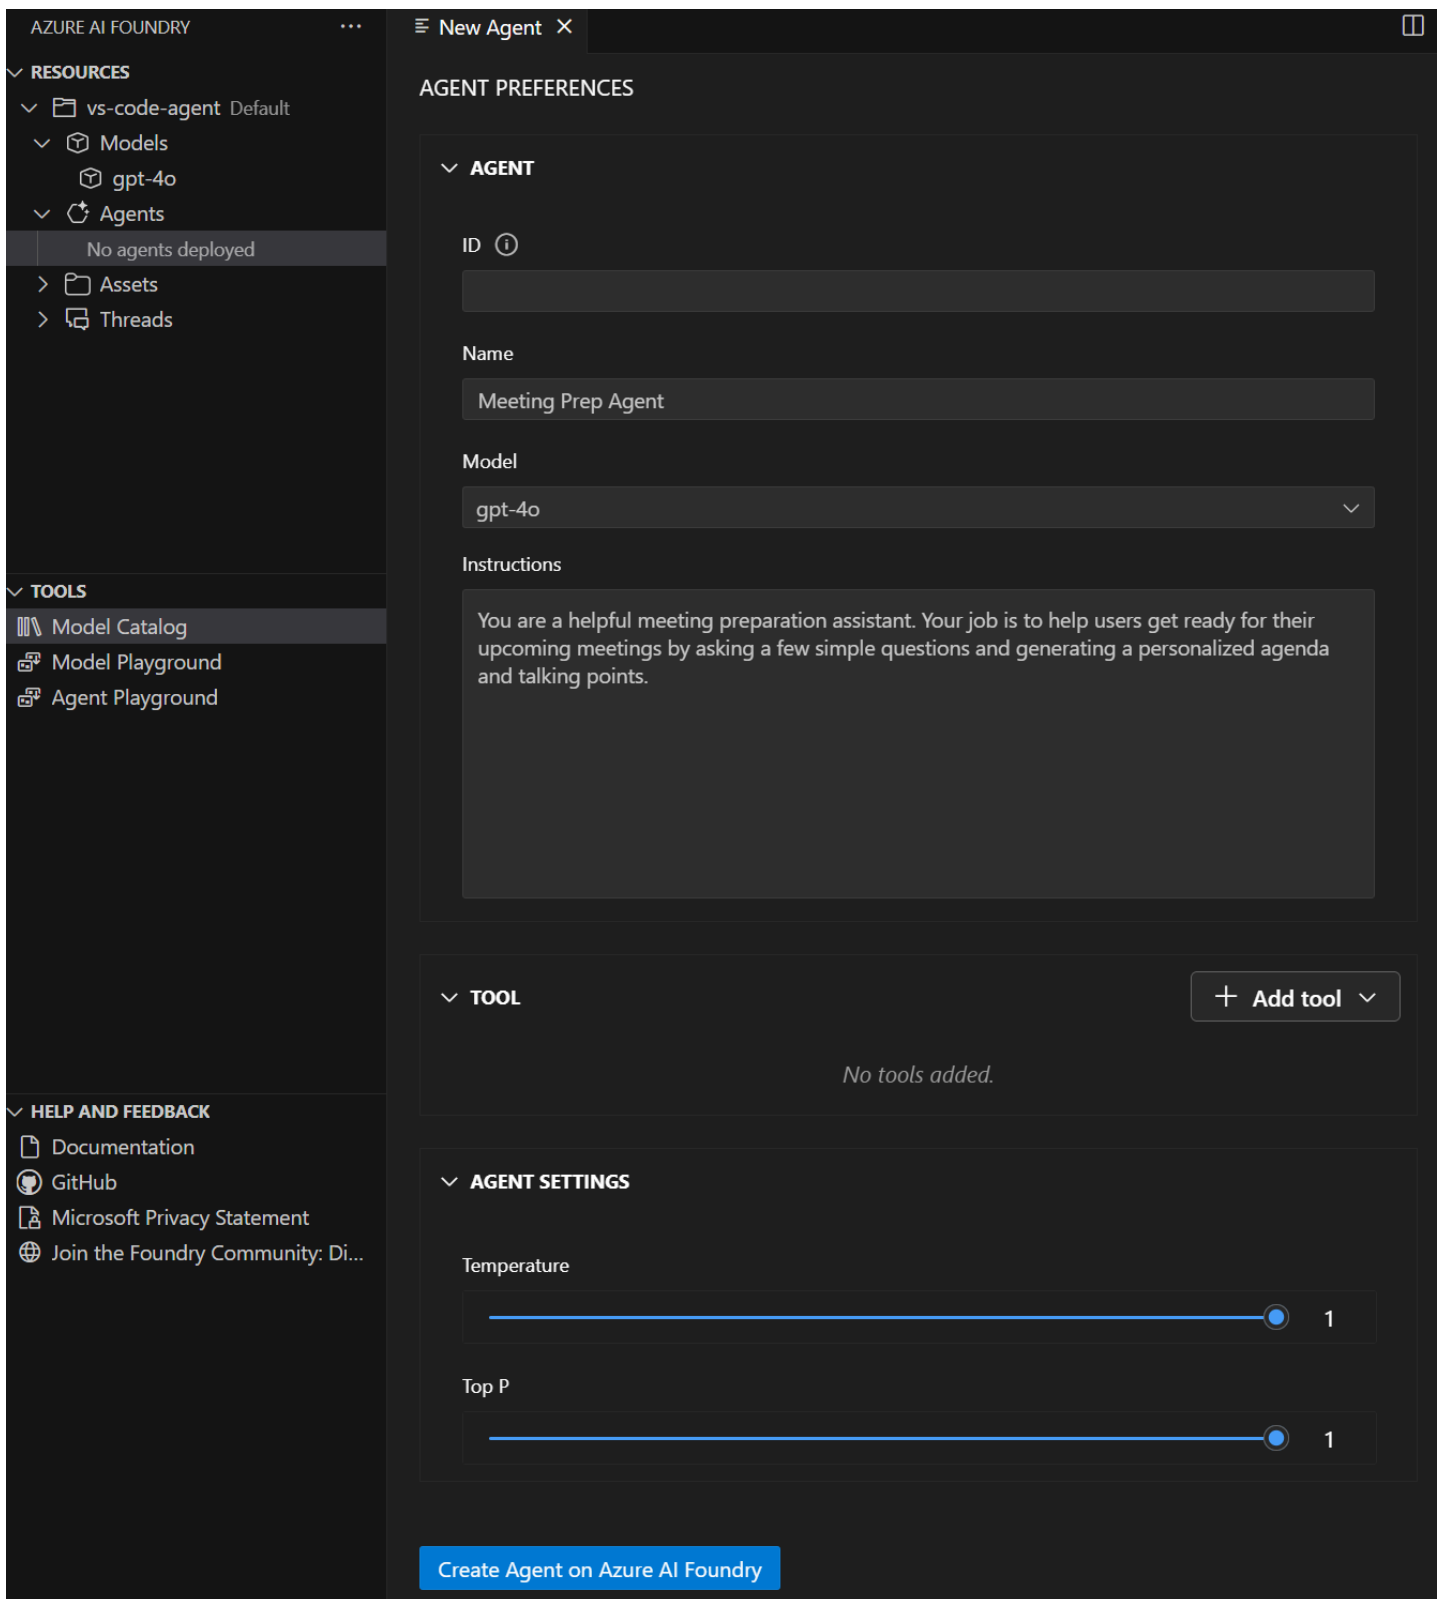 AZURE AI FOUNDRY
RESOURCES
vs-code-agent Default
Models
gpt-4o
Agents
No agents deployed
Assets
Threads
TOOLS
Model Catalog
Model Playground
Agent Playground
HELP AND FEEDBACK
Documentation
GitHub
Microsoft Privacy Statement
Join the Foundry Community: Di...
New Agent
AGENT PREFERENCES
AGENT
ID
Name
Meeting Prep Agent
Model
gpt-4o
Instructions
You are a helpful meeting preparation assistant. Your job is to help users get ready for their
upcoming meetings by asking a few simple questions and generating a personalized agenda
and talking points.
TOOL
Add tool
No tools added.
AGENT SETTINGS
Temperature
1
Top P
1
Create Agent on Azure AI Foundry